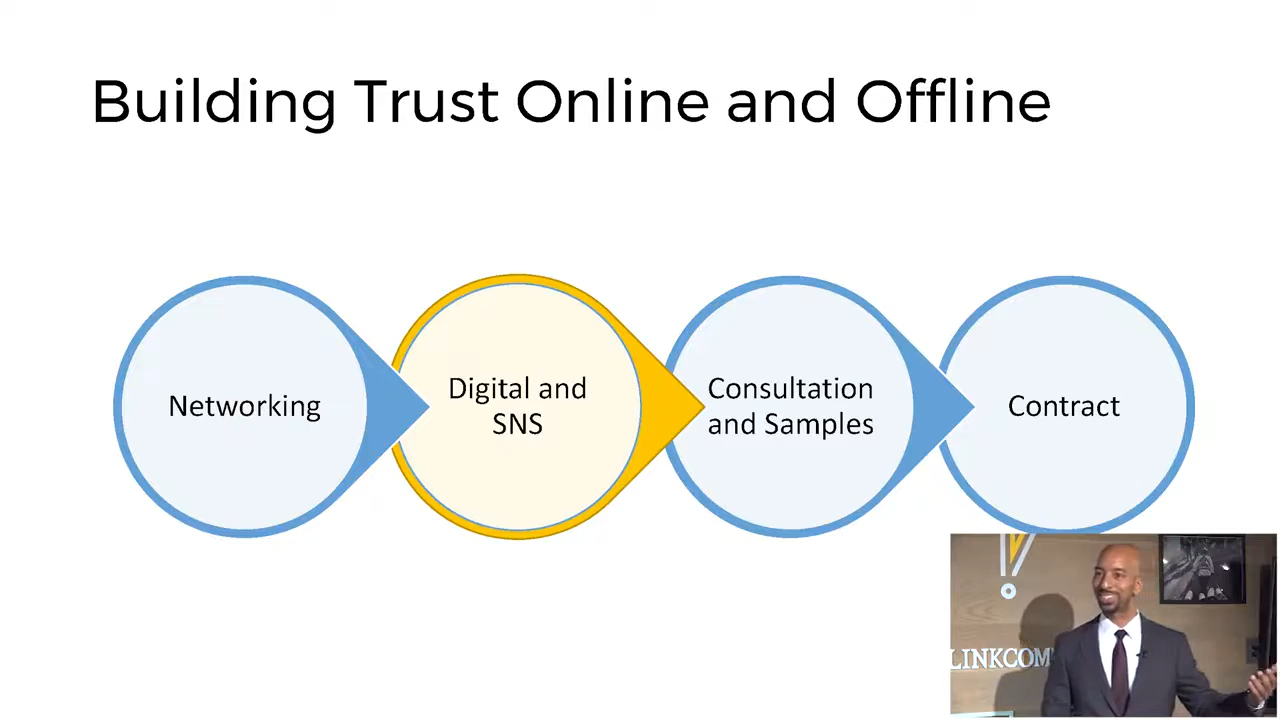 Building Trust Online and Offline
Networking
Digital and
SNS
Consultation
and Samples
Contract
LINKCOM